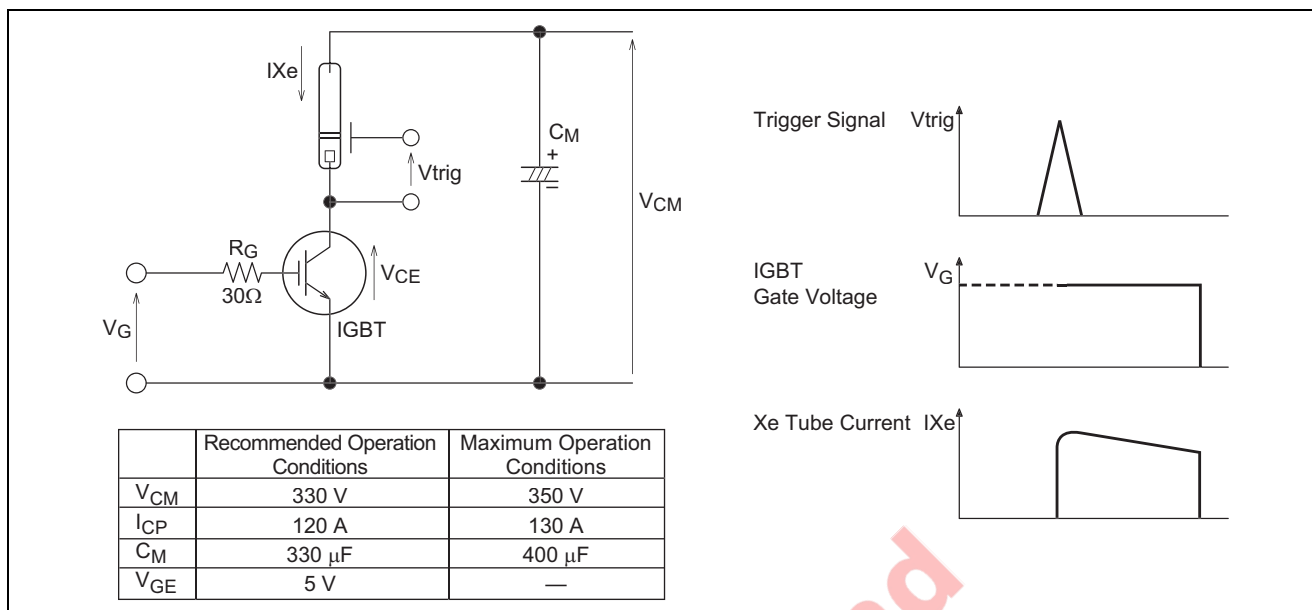 IXe
CM
+
−
Vtrig
VCM
RG
30Ω
VCE
VG
IGBT
Recommended Operation Conditions
Maximum Operation Conditions
VCM 330 V 350 V
ICP 120 A 130 A
CM 330 μF 400 μF
VGE 5 V —
Trigger Signal Vtrig
IGBT
Gate Voltage
VG
Xe Tube Current IXe